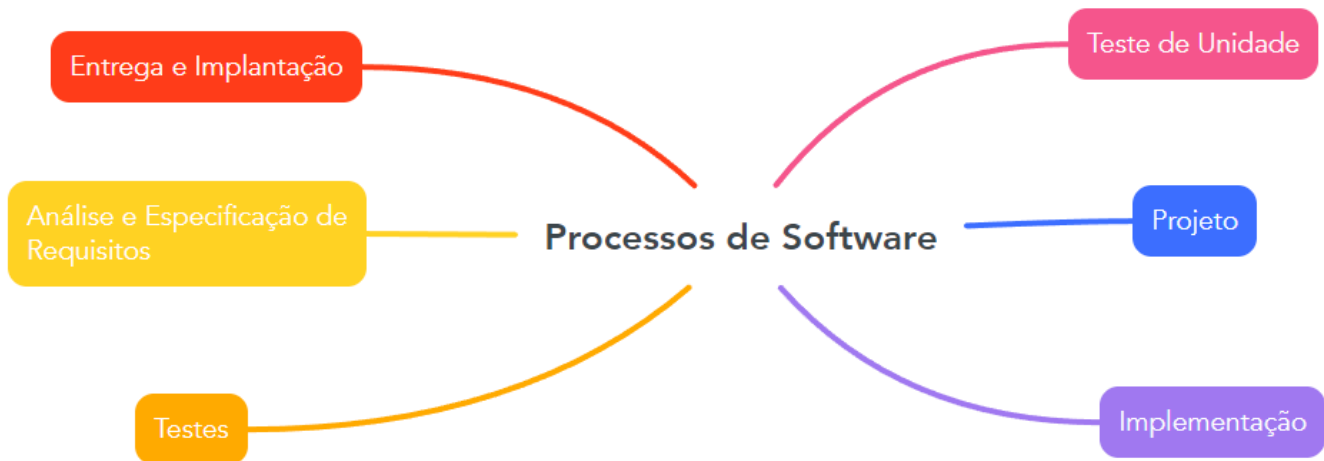 Entrega e Implantação
Teste de Unidade
Análise e Especificação de
Requisitos
Processos de Software
Projeto
Testes
Implementação